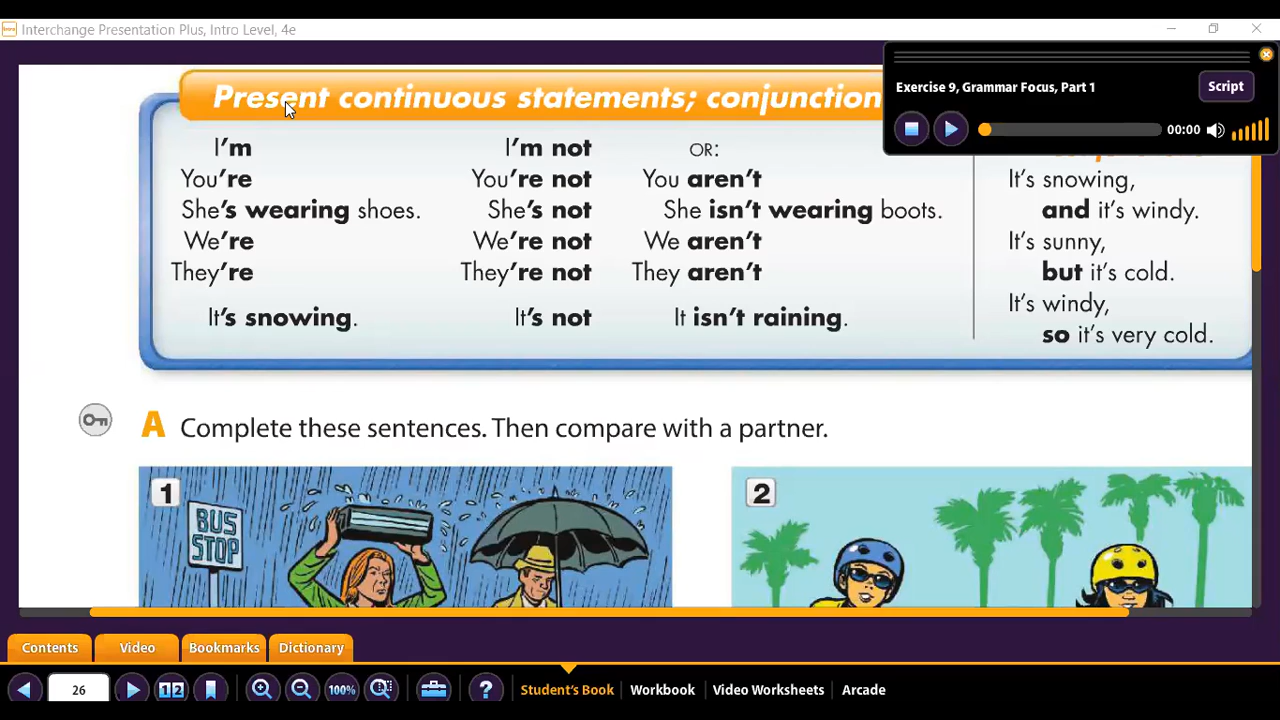 Interchange Presentation Plus, Intro Level, 4e
Exercise 9, Grammar Focus, Part 1
Script
00:00
Present continuous statements; conjunction
I'm
You're
She's wearing shoes.
We're
They're
It's snowing.
I'm not
You're not
She's not
We're not
They're not
It's not
OR:
You aren't
She isn't wearing boots.
We aren't
They aren't
It isn't raining.
It's snowing,
and it's windy.
It's sunny,
but it's cold.
It's windy,
so it's very cold.
A Complete these sentences. Then compare with a partner.
1
BUS
STOP
2
Contents
Video
Bookmarks
Dictionary
26
1 2
100%
?
Student's Book
Workbook
Video Worksheets
Arcade